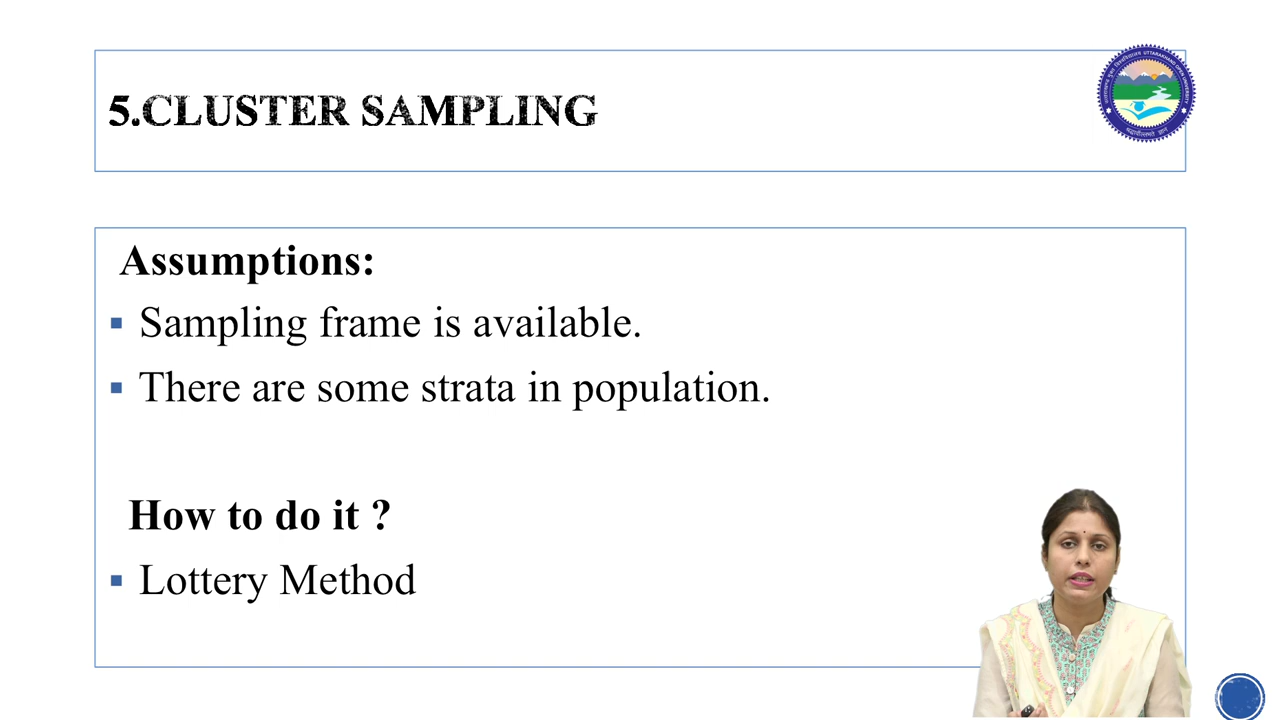 5.CLUSTER SAMPLING
Assumptions:
▪ Sampling frame is available.
▪ There are some strata in population.
How to do it ?
▪ Lottery Method